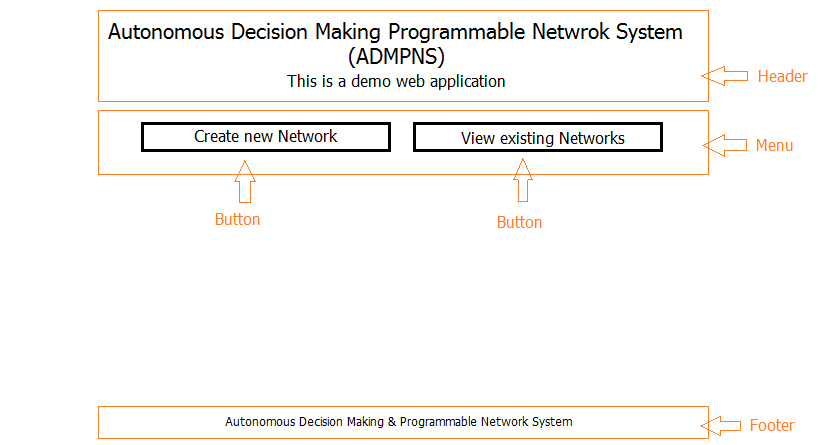 Autonomous Decision Making Programmable Netwrok System
(ADMPNS)
This is a demo web application
Header
Create new Network
View existing Networks
Menu
Button
Button
Autonomous Decision Making & Programmable Network System
Footer